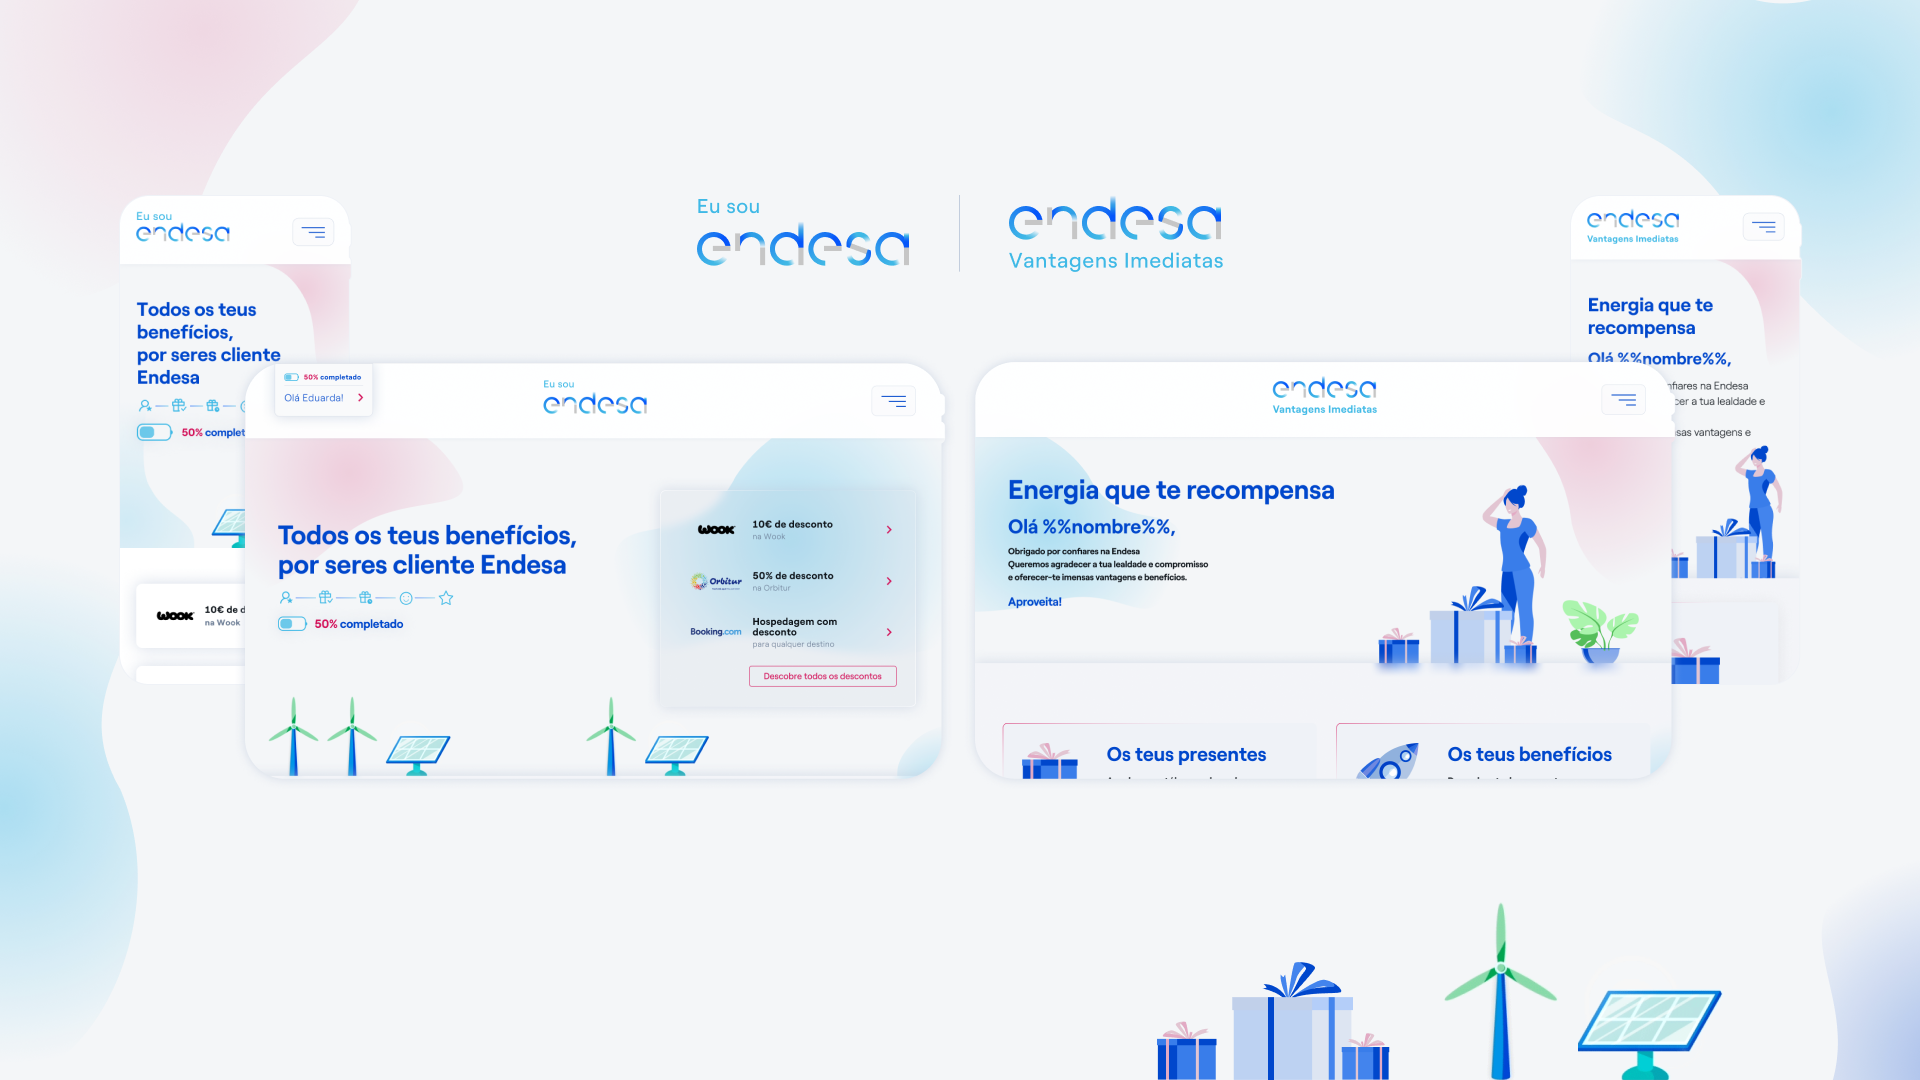 Eu sou
endesa
endesa
Vantagens Imediatas
Eu sou
endesa
Todos os teus
benefícios,
por seres cliente
Endesa
50% complet
WOOK
10€ de d
na Wook
50% completado
Olá Eduarda!
Eu sou
endesa
Todos os teus benefícios,
por seres cliente Endesa
50% completado
WOOK
10€ de desconto
na Wook
Orbitur
50% de desconto
na Orbitur
Booking.com
Hospedagem com
desconto
para qualquer destino
Descobre todos os descontos
endesa
Vantagens Imediatas
Energia que te recompensa
Olá %%nombre%%,
Obrigado por confiares na Endesa
Queremos agradecer a tua lealdade e compromisso
e oferecer-te imensas vantagens e benefícios.
Aproveita!
Os teus presentes
Os teus benefícios
endesa
Vantagens Imediatas
Energia que te
recompensa
Olá %%nombre%%,
nfiares na Endesa
cer a tua lealdade e
nsas vantagens e